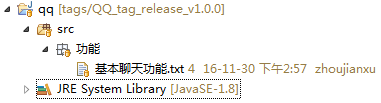 qq [tags/QQ_tag_release_v1.0.0]
src
功能
基本聊天功能.txt 4 16-11-30 下午2:57 zhoujianxu
JRE System Library [JavaSE-1.8]